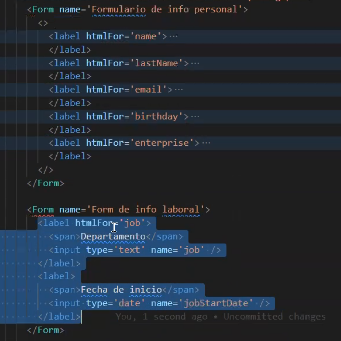 <Form name='Formulario de info personal'>
<>
<label htmlFor='name'>···
</label>
<label htmlFor='lastName'>···
</label>
<label htmlFor='email'>···
</label>
<label htmlFor='birthday'>···
</label>
<label htmlFor='enterprise'>···
</label>
</>
</Form>
<Form name='Form de info laboral'>
<label htmlFor='job'>
<span>Departamento</span>
<input type='text' name='job' />
</label>
<label>
<span>Fecha de inicio</span>
<input type='date' name='jobStartDate' />
</label> You, 1 second ago • Uncommitted changes
</Form>